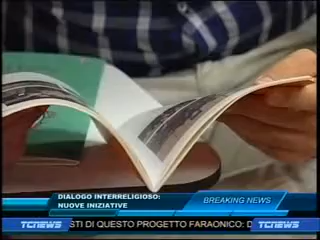 DIALOGO INTERRELIGIOSO:
NUOVE INIZIATIVE
BREAKING NEWS
TCNEWS STI DI QUESTO PROGETTO FARAONICO: D TCNEWS